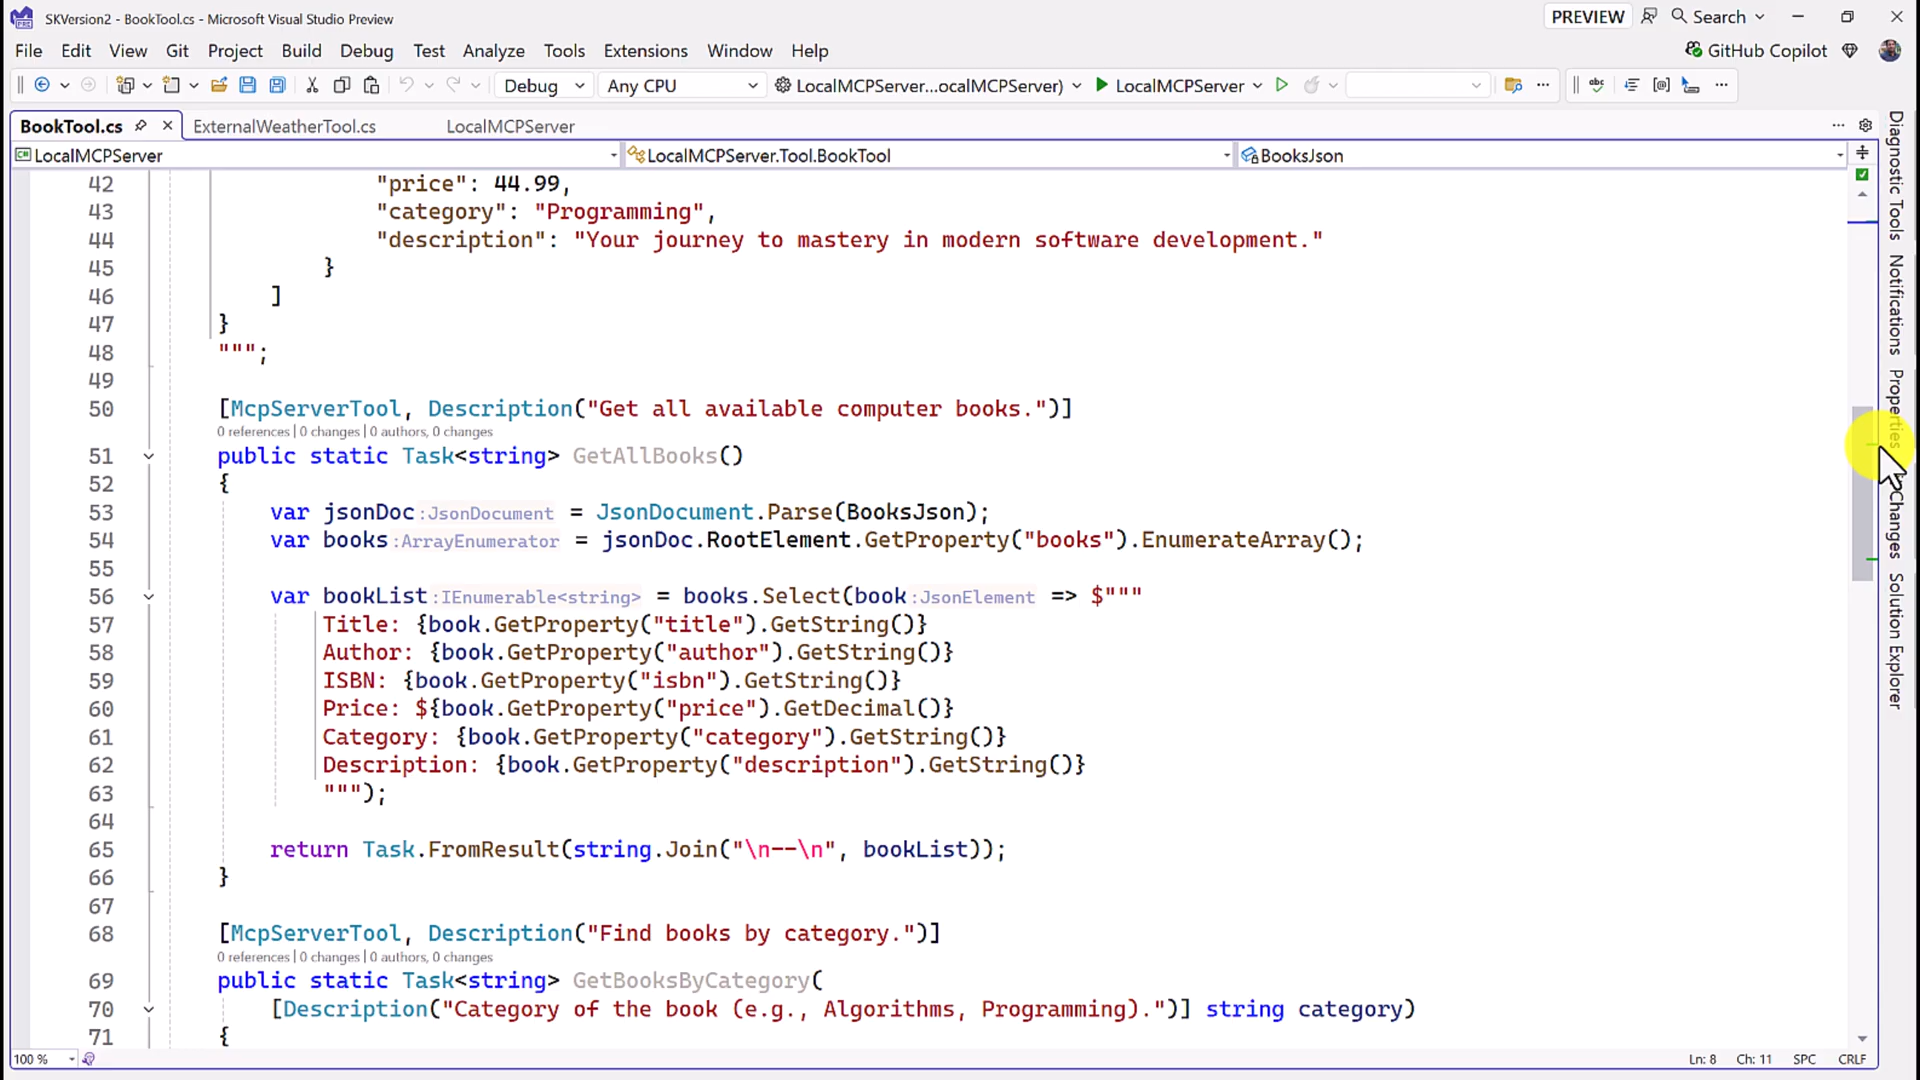 SKVersion2 - BookTool.cs - Microsoft Visual Studio Preview
PREVIEW
Search
File Edit View Git Project Build Debug Test Analyze Tools Extensions Window Help
GitHub Copilot
Debug Any CPU LocalMCPServer...ocalMCPServer) LocalMCPServer
BookTool.cs ExternalWeatherTool.cs LocalMCPServer
LocalMCPServer LocalMCPServer.Tool.BookTool BooksJson
42 "price": 44.99,
43 "category": "Programming",
44 "description": "Your journey to mastery in modern software development."
45 }
46 ]
47 }
48 """;
49
50 [McpServerTool, Description("Get all available computer books.")]
0 references | 0 changes | 0 authors, 0 changes
51 public static Task<string> GetAllBooks()
52 {
53 var jsonDoc:JsonDocument = JsonDocument.Parse(BooksJson);
54 var books:ArrayEnumerator = jsonDoc.RootElement.GetProperty("books").EnumerateArray();
55
56 var bookList:IEnumerable<string> = books.Select(book:JsonElement => $"""
57 Title: {book.GetProperty("title").GetString()}
58 Author: {book.GetProperty("author").GetString()}
59 ISBN: {book.GetProperty("isbn").GetString()}
60 Price: ${book.GetProperty("price").GetDecimal()}
61 Category: {book.GetProperty("category").GetString()}
62 Description: {book.GetProperty("description").GetString()}
63 """);
64
65 return Task.FromResult(string.Join("\n--\n", bookList));
66 }
67
68 [McpServerTool, Description("Find books by category.")]
0 references | 0 changes | 0 authors, 0 changes
69 public static Task<string> GetBooksByCategory(
70 [Description("Category of the book (e.g., Algorithms, Programming).")] string category)
71 {
100 %
Ln: 8 Ch: 11 SPC CRLF
Diagnostic Tools
Notifications
Properties
Changes
Solution Explorer